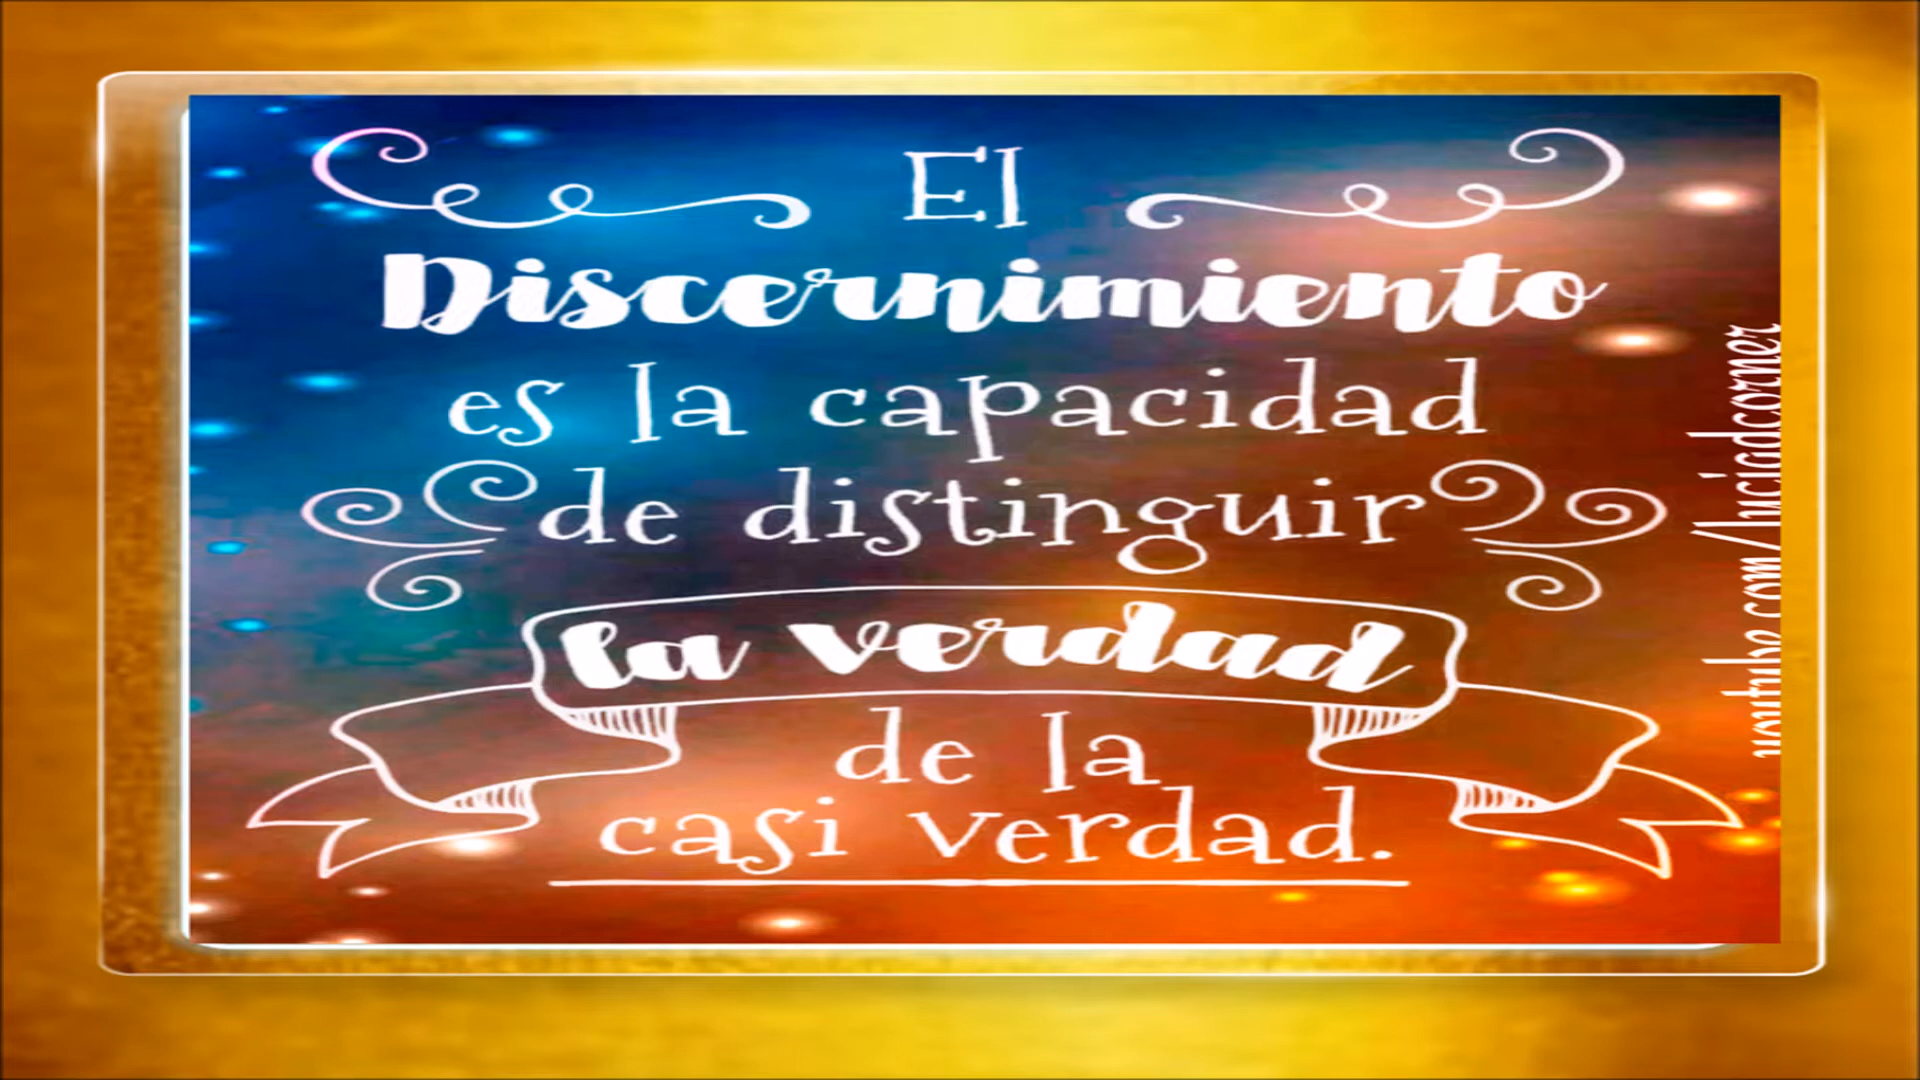 El
Discernimiento
es la capacidad
de distinguir
la verdad
de la
casi verdad.
youtube.com/luciadcorner